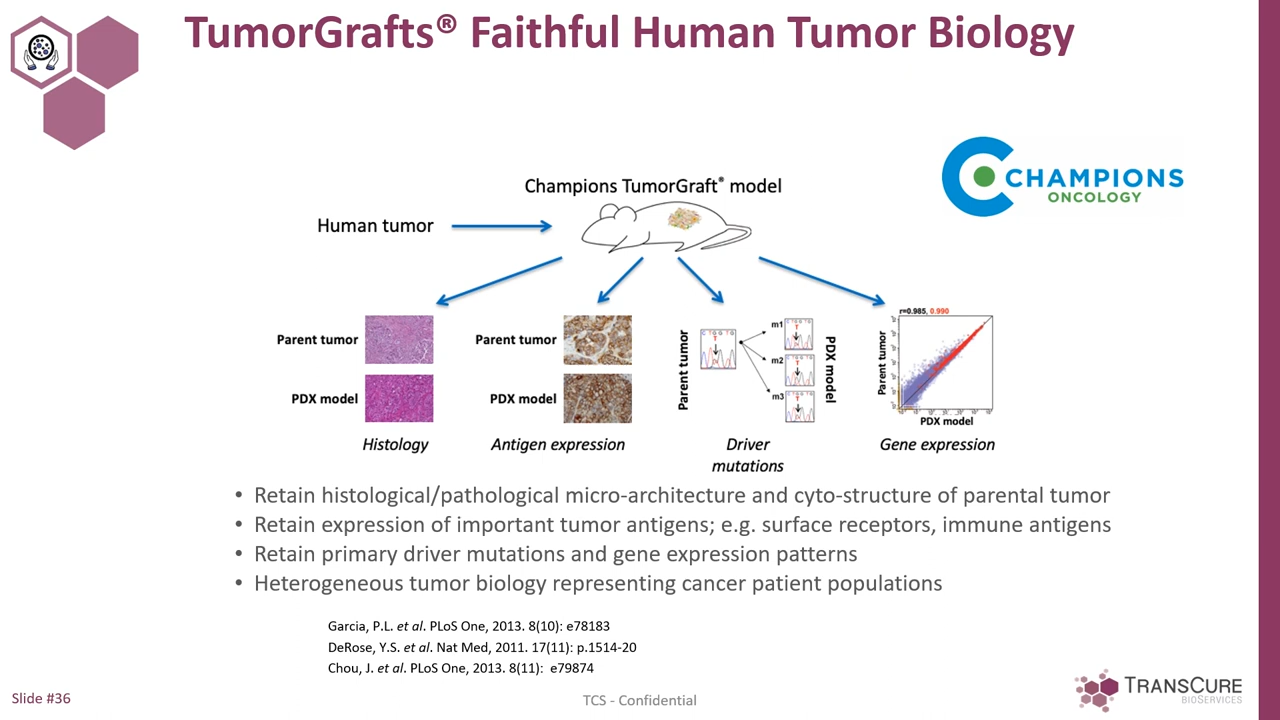 TumorGrafts® Faithful Human Tumor Biology
CHAMPIONS
ONCOLOGY
Champions TumorGraft® model
Human tumor
Parent tumor
PDX model
Histology
Parent tumor
PDX model
Antigen expression
Parent tumor
C T G G T G
T
m1
m2
m3
C T G G T G
T
T
T
PDX model
Driver
mutations
r=0.985, 0.990
Parent tumor
PDX model
Gene expression
• Retain histological/pathological micro-architecture and cyto-structure of parental tumor
• Retain expression of important tumor antigens; e.g. surface receptors, immune antigens
• Retain primary driver mutations and gene expression patterns
• Heterogeneous tumor biology representing cancer patient populations
Garcia, P.L. et al. PLoS One, 2013. 8(10): e78183
DeRose, Y.S. et al. Nat Med, 2011. 17(11): p.1514-20
Chou, J. et al. PLoS One, 2013. 8(11): e79874
Slide #36
TCS - Confidential
TRANSCURE
BIOSERVICES